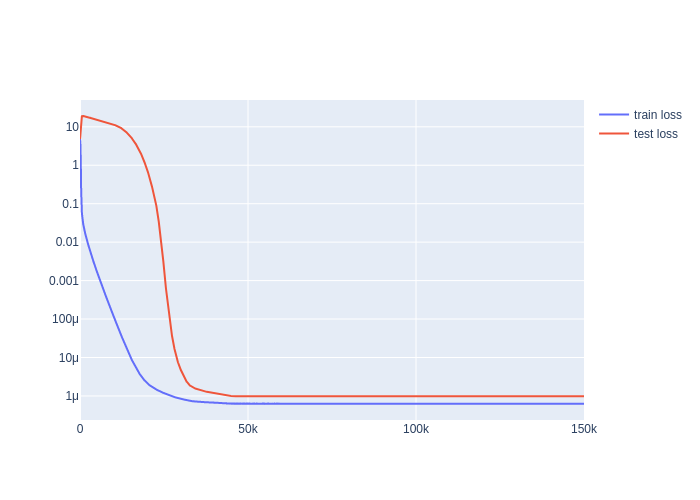 10
1
0.1
0.01
0.001
100μ
10μ
1μ
0
50k
100k
150k
train loss
test loss